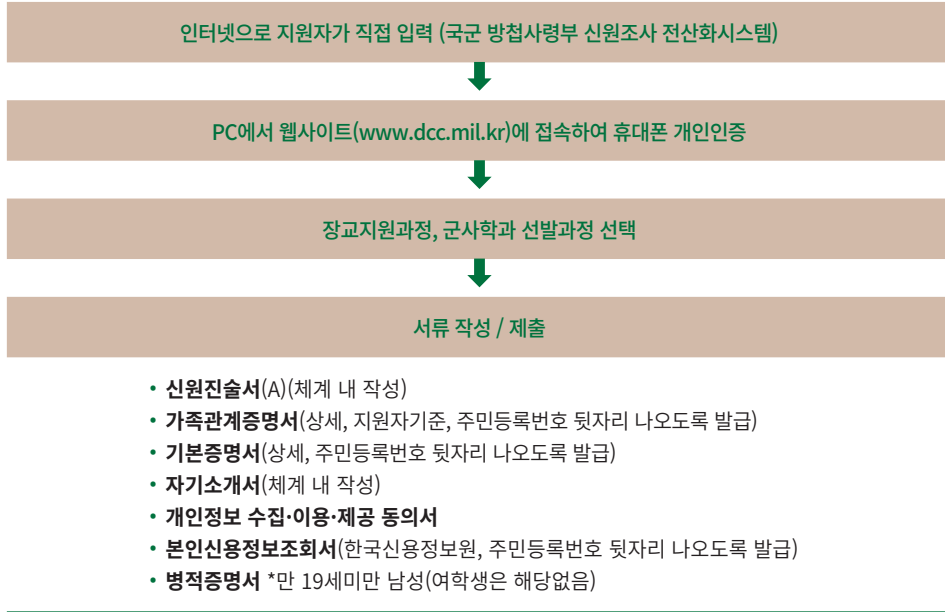 인터넷으로 지원자가 직접 입력 (국군 방첩사령부 신원조사 전산화시스템)
PC에서 웹사이트(www.dcc.mil.kr)에 접속하여 휴대폰 개인인증
장교지원과정, 군사학과 선발과정 선택
서류 작성 / 제출
• 신원진술서(A)(체계 내 작성)
• 가족관계증명서(상세, 지원자기준, 주민등록번호 뒷자리 나오도록 발급)
• 기본증명서(상세, 주민등록번호 뒷자리 나오도록 발급)
• 자기소개서(체계 내 작성)
• 개인정보 수집·이용·제공 동의서
• 본인신용정보조회서(한국신용정보원, 주민등록번호 뒷자리 나오도록 발급)
• 병적증명서 *만 19세미만 남성(여학생은 해당없음)